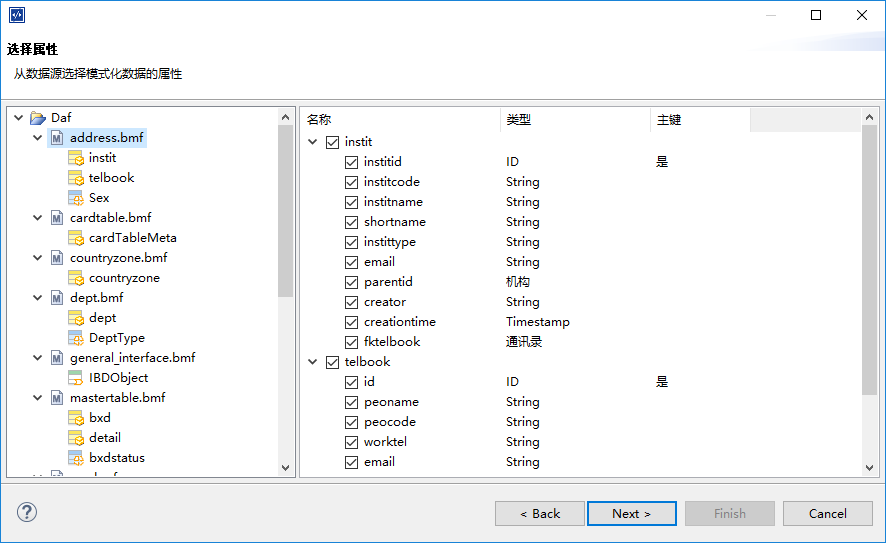 选择属性
从数据源选择模式化数据的属性
Daf
address.bmf
instit
telbook
Sex
cardtable.bmf
cardTableMeta
countryzone.bmf
countryzone
dept.bmf
dept
DeptType
general_interface.bmf
IBDObject
mastertable.bmf
bxd
detail
bxdstatus
名称 类型 主键
instit
institid ID 是
institcode String
institname String
shortname String
instittype String
email String
parentid 机构
creator String
creationtime Timestamp
fktelbook 通讯录
telbook
id ID 是
peoname String
peocode String
worktel String
email String
< Back Next > Finish Cancel